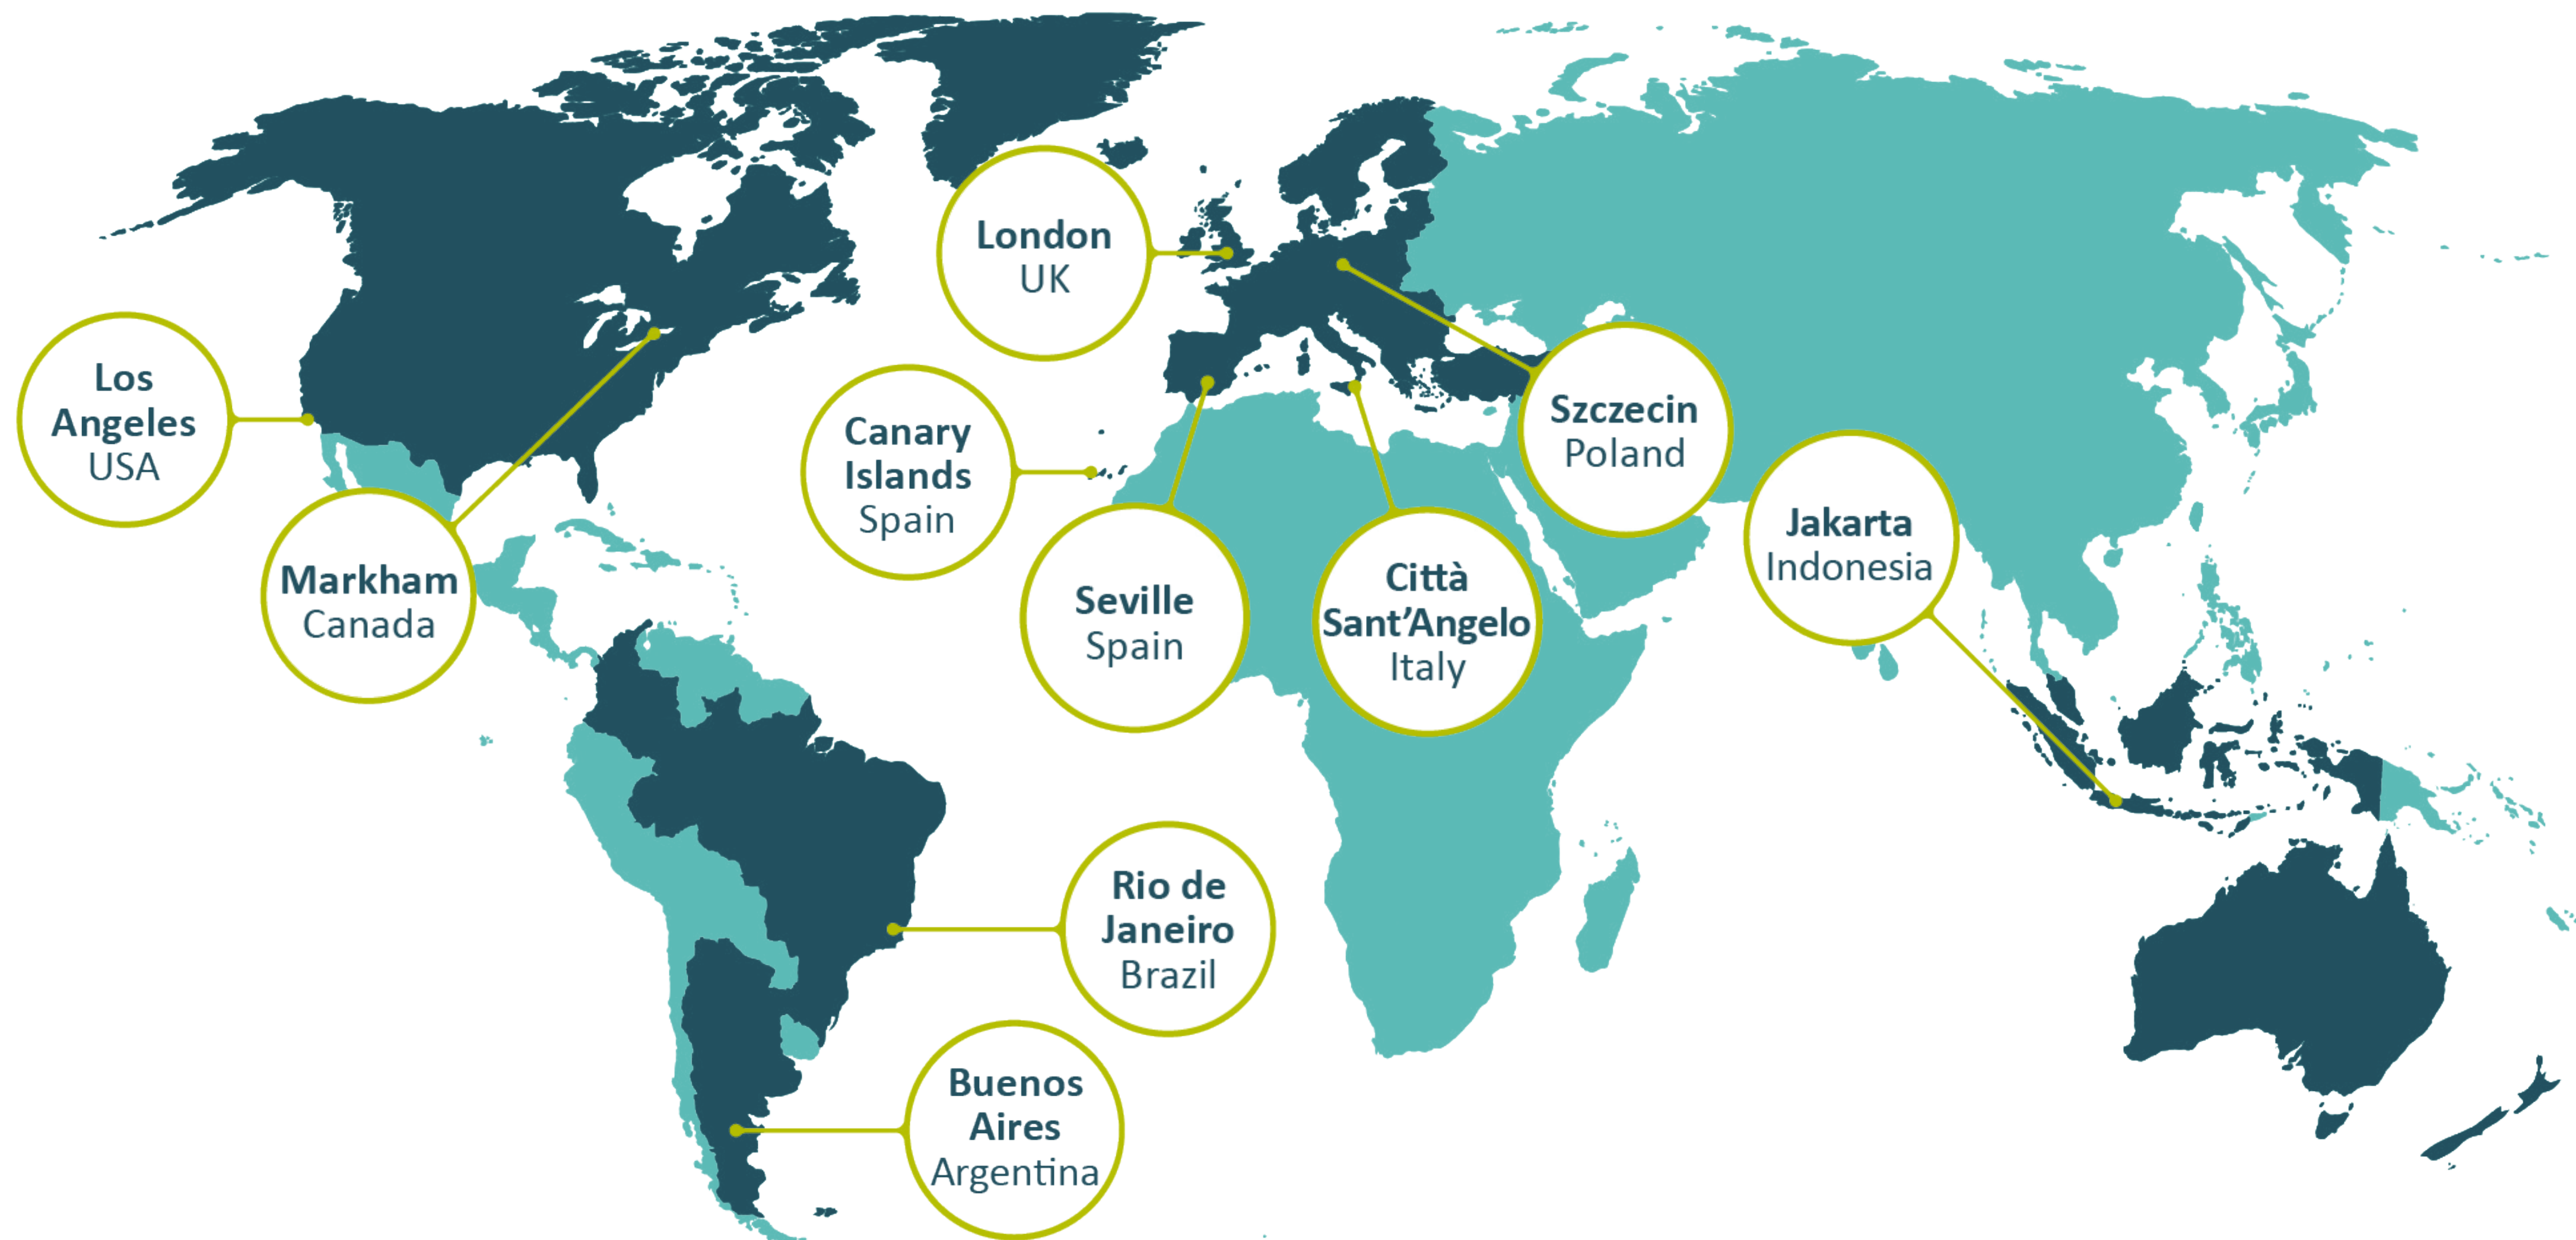 London
UK
Los
Angeles
USA
Canary
Islands
Spain
Szczecin
Poland
Markham
Canada
Seville
Spain
Città
Sant’Angelo
Italy
Jakarta
Indonesia
Rio de
Janeiro
Brazil
Buenos
Aires
Argentina